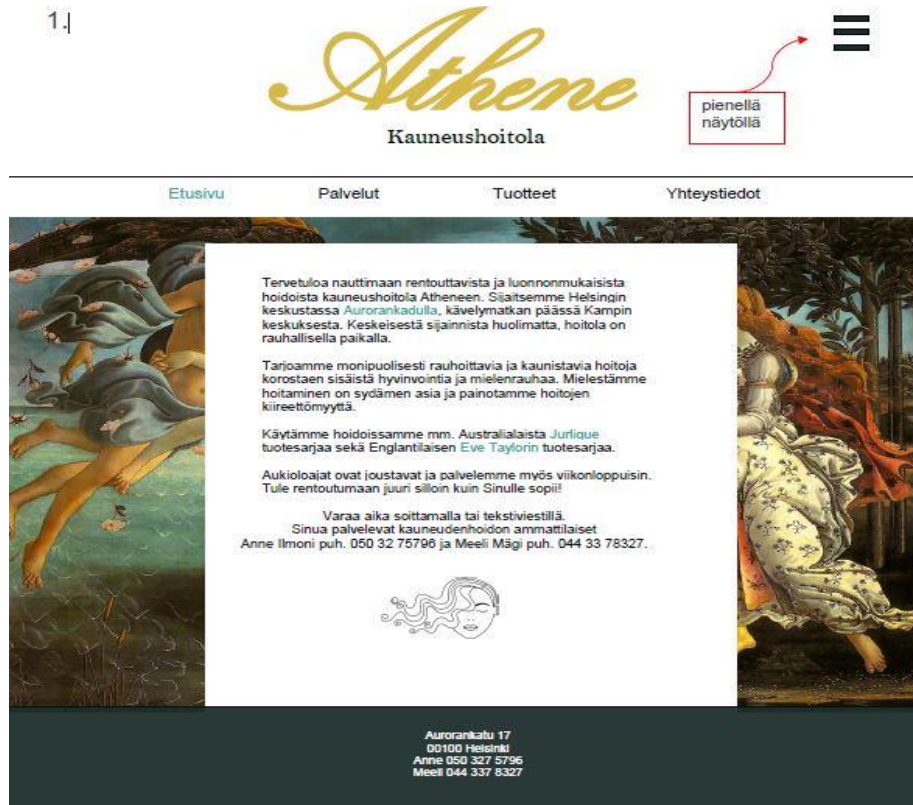 1.
Athene
Kauneushoitola
pienellä
näytöllä
Etusivu Palvelut Tuotteet Yhteystiedot
Tervetuloa nauttimaan rentouttavista ja luonnonmukaisista
hoidoista kauneushoitola Atheneen. Sijaitsemme Helsingin
keskustassa Aurorankadulla, kävelymatkan päässä Kampin
keskuksesta. Keskeisestä sijainnista huolimatta, hoitola on
rauhallisella paikalla.
Tarjoamme monipuolisesti rauhoittavia ja kaunistavia hoitoja
korostaen sisäistä hyvinvointia ja mielenrauhaa. Mielestämme
hoitaminen on sydämen asia ja painotamme hoitojen
kiireettömyyttä.
Käytämme hoidoissamme mm. Australialaista Jurlique
tuotesarjaa sekä Englantilaisen Eve Taylorin tuotesarjaa.
Aukioloajat ovat joustavat ja palvelemme myös viikonloppuisin.
Tule rentoutumaan juuri silloin kuin Sinulle sopii!
Varaa aika soittamalla tai tekstiviestillä.
Sinua palvelevat kauneudenhoidon ammattilaiset
Anne Ilmoni puh. 050 32 75796 ja Meeli Mägi puh. 044 33 78327.
Aurorankatu 17
00100 Helsinki
Anne 050 327 5796
Meeli 044 337 8327